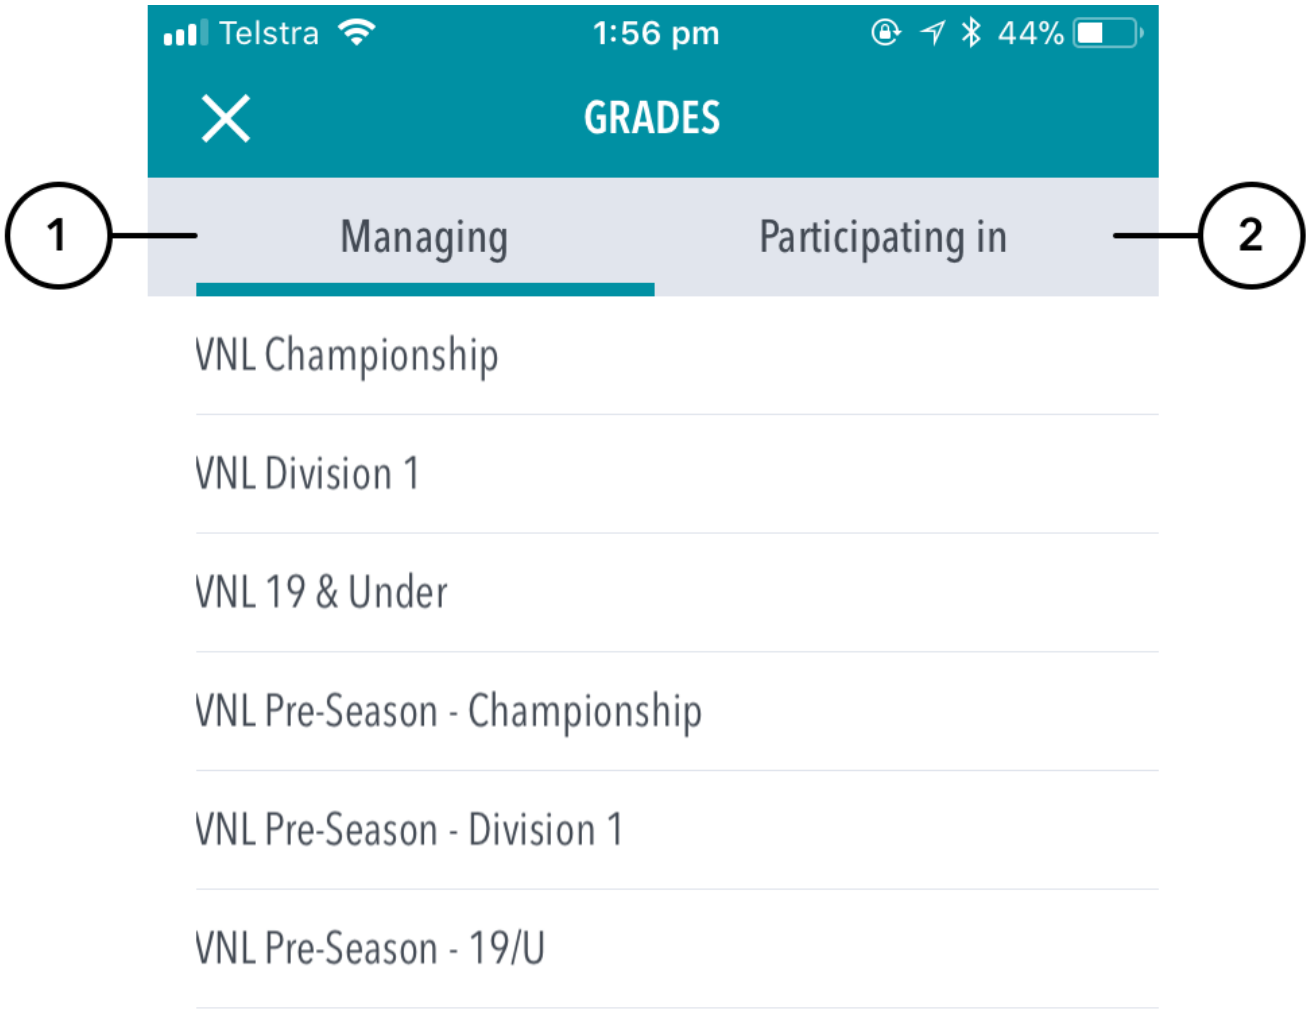 Telstra 1:56 pm 44%
GRADES
1 Managing Participating in 2
VNL Championship
VNL Division 1
VNL 19 & Under
VNL Pre-Season - Championship
VNL Pre-Season - Division 1
VNL Pre-Season - 19/U